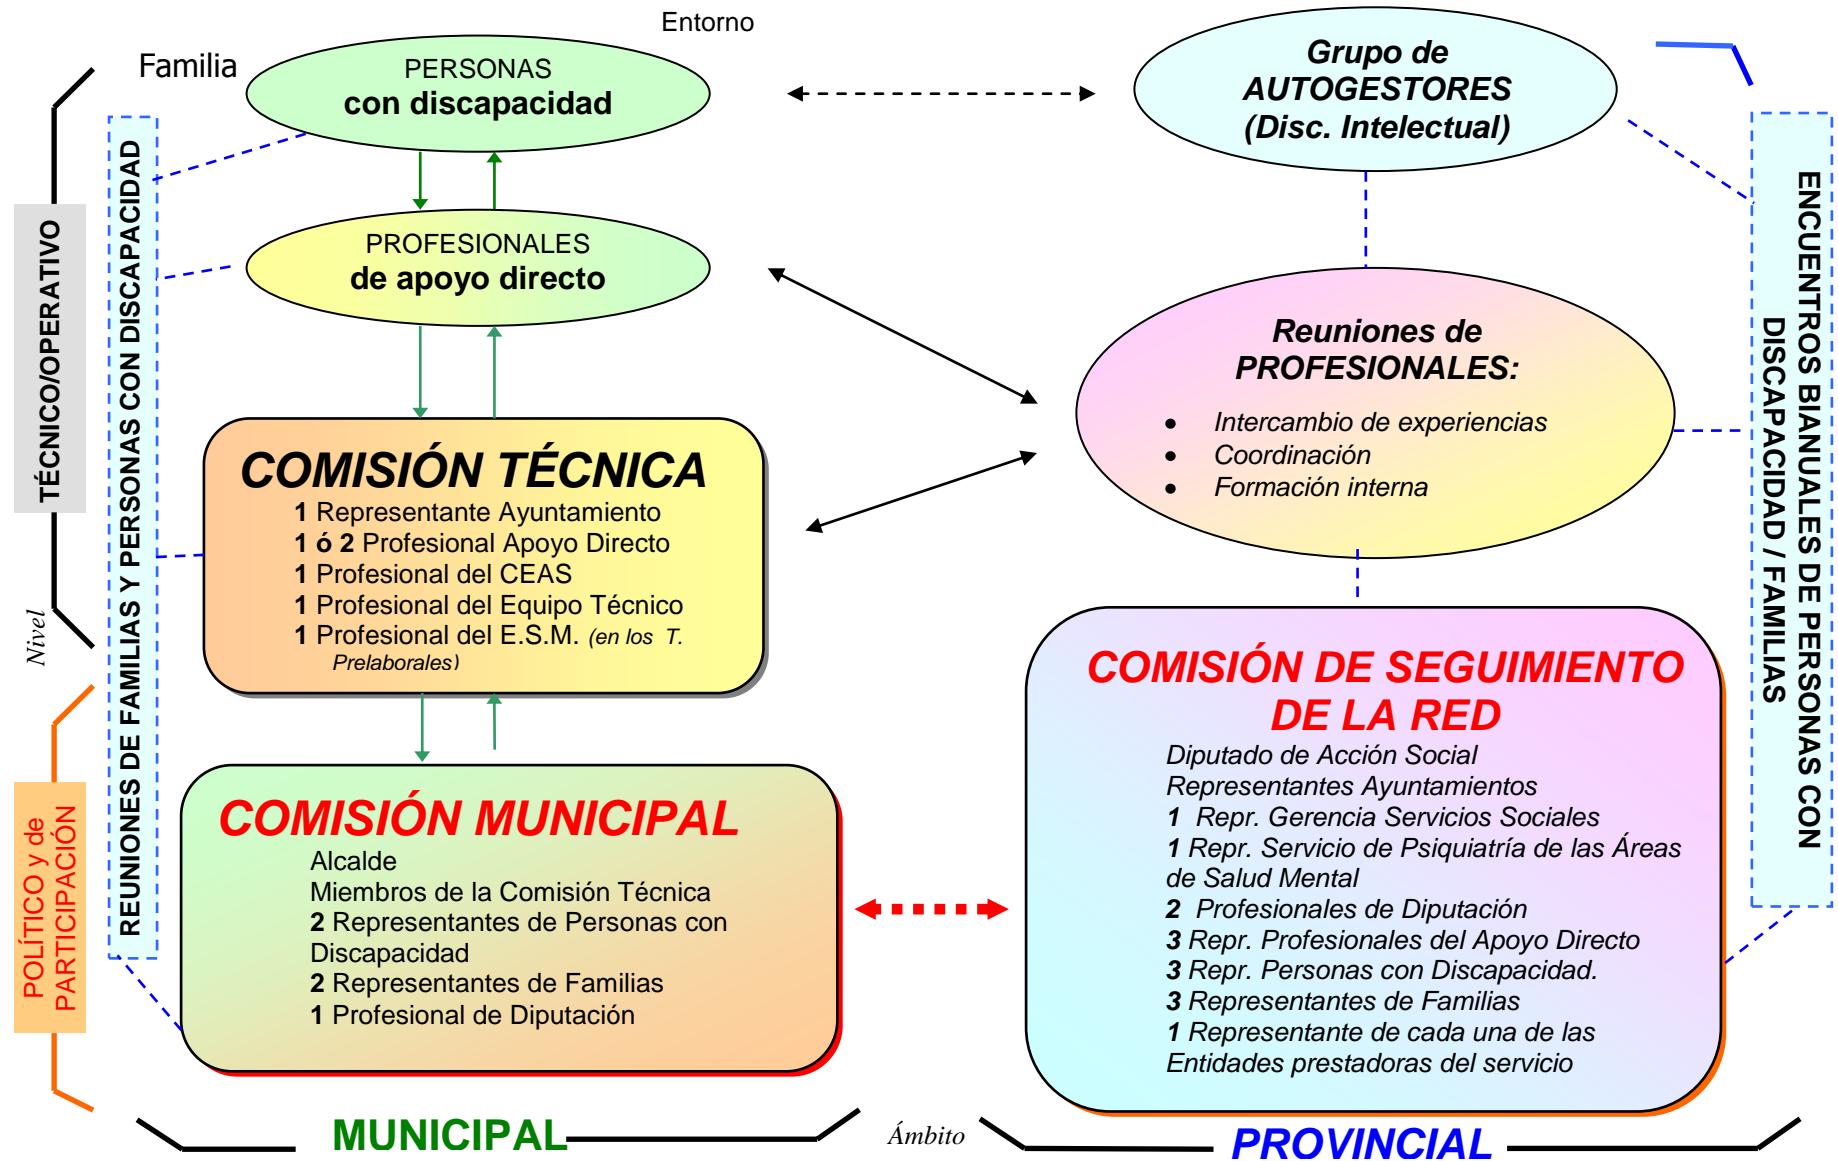 Entorno
Familia
PERSONAS
con discapacidad
Grupo de
AUTOGESTORES
(Disc. Intelectual)
PROFESIONALES
de apoyo directo
Reuniones de
PROFESIONALES:
• Intercambio de experiencias
• Coordinación
• Formación interna
COMISIÓN TÉCNICA
1 Representante Ayuntamiento
1 ó 2 Profesional Apoyo Directo
1 Profesional del CEAS
1 Profesional del Equipo Técnico
1 Profesional del E.S.M. (en los T.
Prelaborales)
COMISIÓN MUNICIPAL
Alcalde
Miembros de la Comisión Técnica
2 Representantes de Personas con
Discapacidad
2 Representantes de Familias
1 Profesional de Diputación
COMISIÓN DE SEGUIMIENTO
DE LA RED
Diputado de Acción Social
Representantes Ayuntamientos
1 Repr. Gerencia Servicios Sociales
1 Repr. Servicio de Psiquiatría de las Áreas
de Salud Mental
2 Profesionales de Diputación
3 Repr. Profesionales del Apoyo Directo
3 Repr. Personas con Discapacidad.
3 Representantes de Familias
1 Representante de cada una de las
Entidades prestadoras del servicio
TÉCNICO/OPERATIVO
Nivel
POLÍTICO y de
PARTICIPACIÓN
REUNIONES DE FAMILIAS Y PERSONAS CON DISCAPACIDAD
ENCUENTROS BIANUALES DE PERSONAS CON
DISCAPACIDAD / FAMILIAS
MUNICIPAL
Ámbito
PROVINCIAL